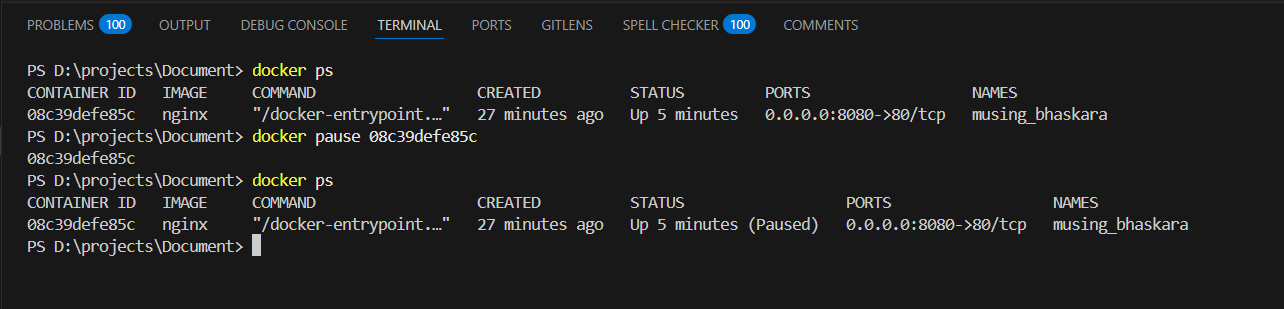 PROBLEMS 100 OUTPUT DEBUG CONSOLE TERMINAL PORTS GITLENS SPELL CHECKER 100 COMMENTS
PS D:\projects\Document> docker ps
CONTAINER ID IMAGE COMMAND CREATED STATUS PORTS NAMES
08c39defe85c nginx "/docker-entrypoint.…" 27 minutes ago Up 5 minutes 0.0.0.0:8080->80/tcp musing_bhaskara
PS D:\projects\Document> docker pause 08c39defe85c
08c39defe85c
PS D:\projects\Document> docker ps
CONTAINER ID IMAGE COMMAND CREATED STATUS PORTS NAMES
08c39defe85c nginx "/docker-entrypoint.…" 27 minutes ago Up 5 minutes (Paused) 0.0.0.0:8080->80/tcp musing_bhaskara
PS D:\projects\Document>